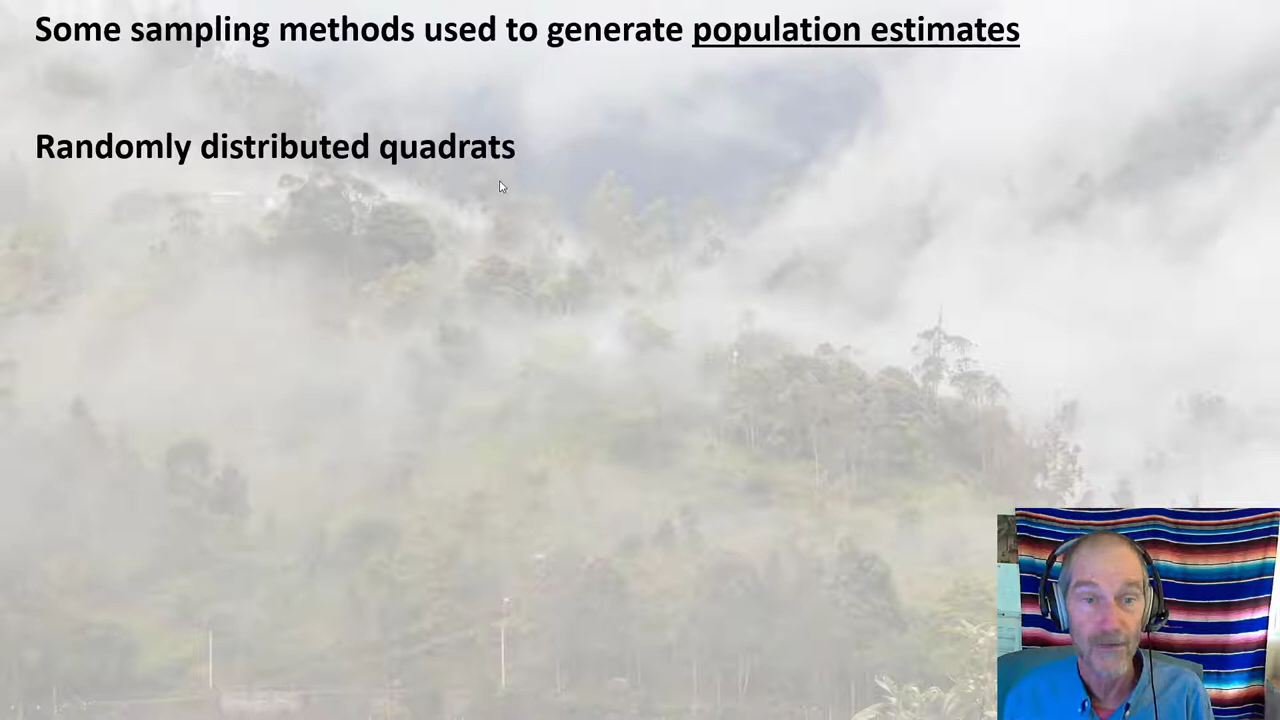 Some sampling methods used to generate population estimates
Randomly distributed quadrats